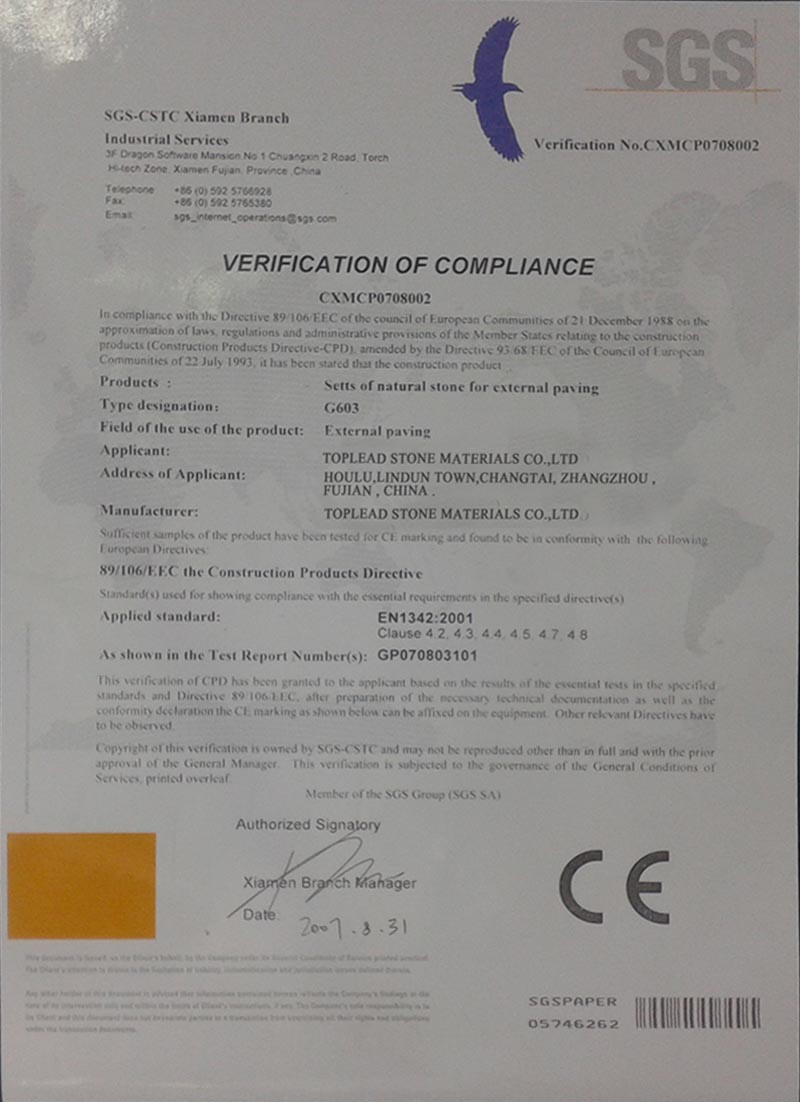 SGS
SGS-CSTC Xiamen Branch
Industrial Services
3F Dragon Software Mansion No 1 Chuangxin 2 Road, Torch
Hi-tech Zone, Xiamen Fujian, Province ,China
Telephone +86 (0) 592 5766928
Fax: +86 (0) 592 5765380
Email: sgs_internet_operations@sgs.com
Verification No.CXMCP0708002
VERIFICATION OF COMPLIANCE
CXMCP0708002
In compliance with the Directive 89/106/EEC of the council of European Communities of 21 December 1988 on the
approximation of laws, regulations and administrative provisions of the Member States relating to the construction
products (Construction Products Directive-CPD), amended by the Directive 93/68/EEC of the Council of European
Communities of 22 July 1993, it has been stated that the construction product
Products : Setts of natural stone for external paving
Type designation: G603
Field of the use of the product: External paving
Applicant: TOPLEAD STONE MATERIALS CO.,LTD
Address of Applicant: HOULU,LINDUN TOWN,CHANGTAI, ZHANGZHOU ,
FUJIAN , CHINA .
Manufacturer: TOPLEAD STONE MATERIALS CO.,LTD
Sufficient samples of the product have been tested for CE marking and found to be in conformity with the following
European Directives:
89/106/EEC the Construction Products Directive
Standard(s) used for showing compliance with the essential requirements in the specified directive(s)
Applied standard: EN1342:2001
Clause 4.2, 4.3, 4.4, 4.5, 4.7, 4.8
As shown in the Test Report Number(s): GP070803101
This verification of CPD has been granted to the applicant based on the results of the essential tests in the specified
standards and Directive 89/106/EEC, after preparation of the necessary technical documentation as well as the
conformity declaration the CE marking as shown below can be affixed on the equipment. Other relevant Directives have
to be observed.
Copyright of this verification is owned by SGS-CSTC and may not be reproduced other than in full and with the prior
approval of the General Manager. This verification is subjected to the governance of the General Conditions of
Services, printed overleaf.
Member of the SGS Group (SGS SA)
Authorized Signatory
Xiamen Branch Manager
Date: 2007.8.31
CE
SGSPAPER
05746262